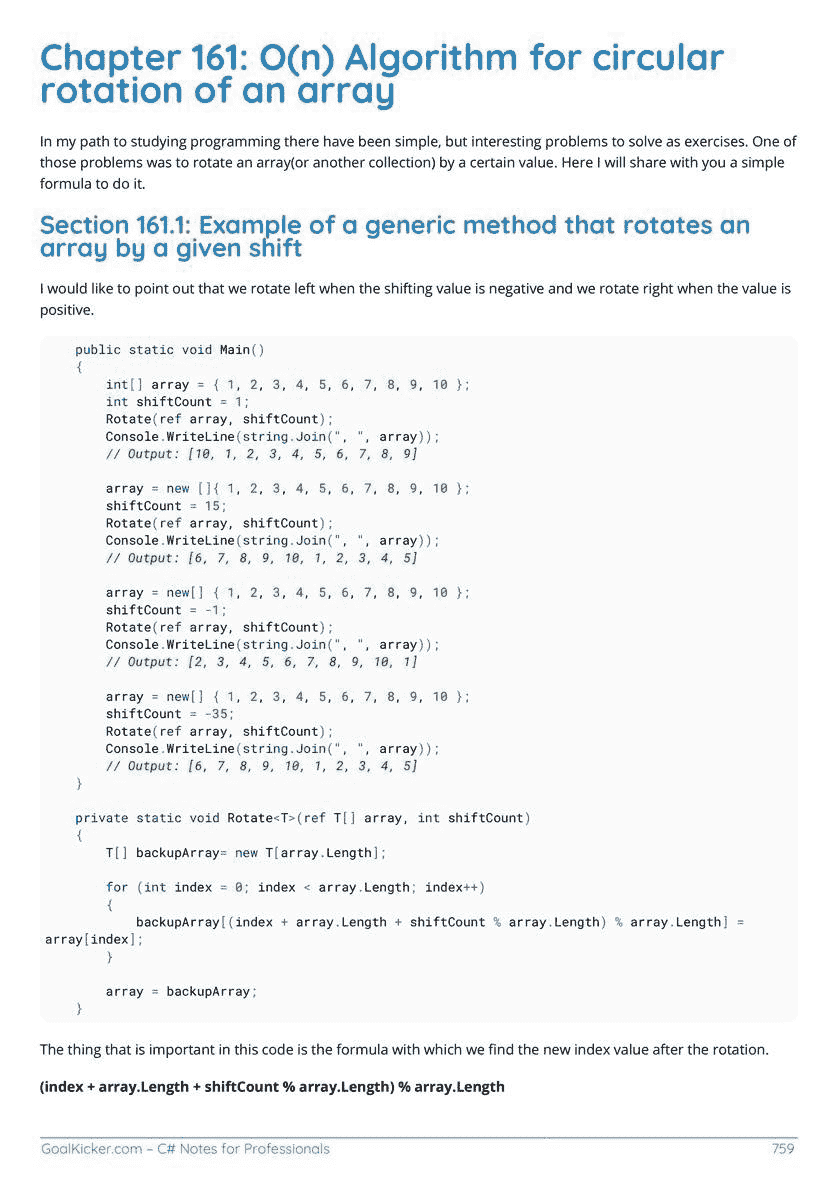 Chapter 161: O(n) Algorithm for circular
rotation of an array
In my path to studying programming there have been simple, but interesting problems to solve as exercises. One of
those problems was to rotate an array(or another collection) by a certain value. Here I will share with you a simple
formula to do it.
Section 161.1: Example of a generic method that rotates an
array by a given shift
I would like to point out that we rotate left when the shifting value is negative and we rotate right when the value is
positive.
public static void Main()
{
int[] array = { 1, 2, 3, 4, 5, 6, 7, 8, 9, 10 };
int shiftCount = 1;
Rotate(ref array, shiftCount);
Console.WriteLine(string.Join(", ", array));
// Output: [10, 1, 2, 3, 4, 5, 6, 7, 8, 9]
array = new []{ 1, 2, 3, 4, 5, 6, 7, 8, 9, 10 };
shiftCount = 15;
Rotate(ref array, shiftCount);
Console.WriteLine(string.Join(", ", array));
// Output: [6, 7, 8, 9, 10, 1, 2, 3, 4, 5]
array = new[] { 1, 2, 3, 4, 5, 6, 7, 8, 9, 10 };
shiftCount = -1;
Rotate(ref array, shiftCount);
Console.WriteLine(string.Join(", ", array));
// Output: [2, 3, 4, 5, 6, 7, 8, 9, 10, 1]
array = new[] { 1, 2, 3, 4, 5, 6, 7, 8, 9, 10 };
shiftCount = -35;
Rotate(ref array, shiftCount);
Console.WriteLine(string.Join(", ", array));
// Output: [6, 7, 8, 9, 10, 1, 2, 3, 4, 5]
}
private static void Rotate<T>(ref T[] array, int shiftCount)
{
T[] backupArray= new T[array.Length];
for (int index = 0; index < array.Length; index++)
{
backupArray[(index + array.Length + shiftCount % array.Length) % array.Length] =
array[index];
}
array = backupArray;
}
The thing that is important in this code is the formula with which we find the new index value after the rotation.
(index + array.Length + shiftCount % array.Length) % array.Length
GoalKicker.com – C# Notes for Professionals 759